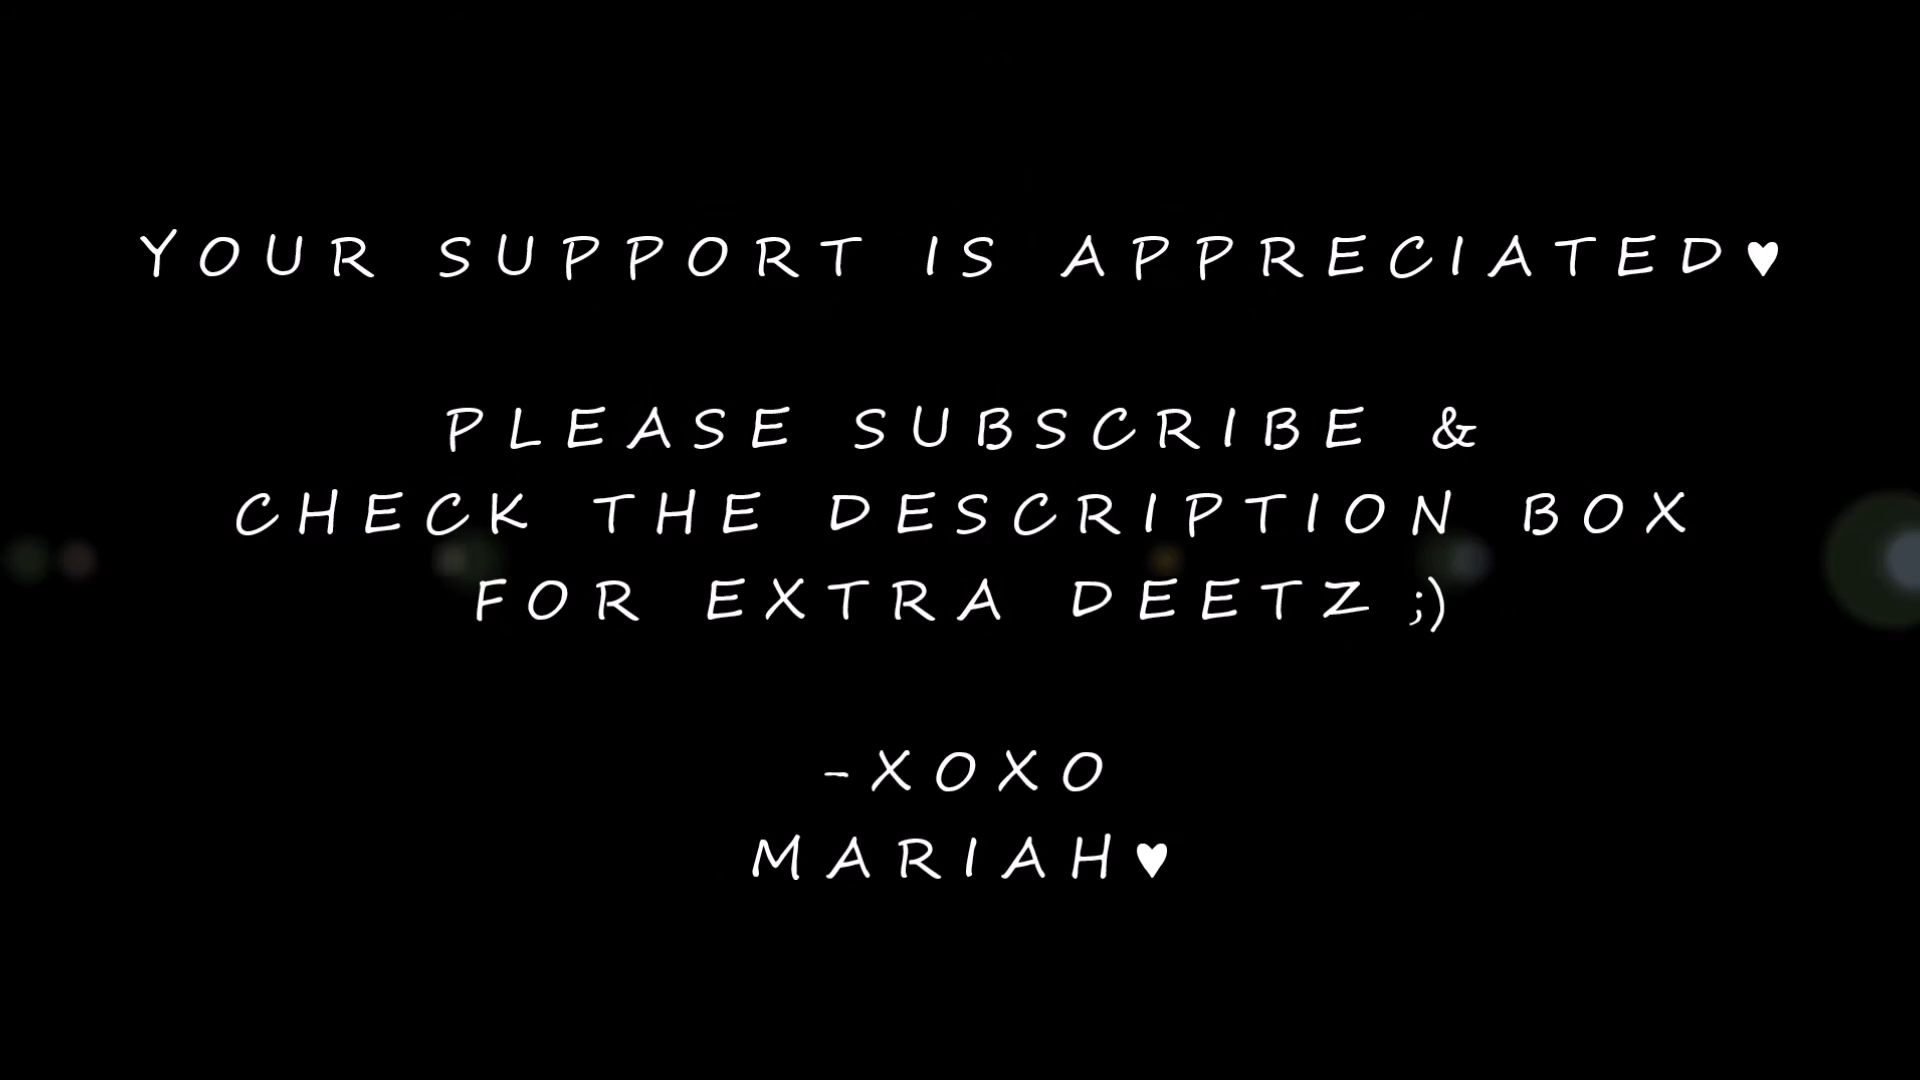 YOUR SUPPORT IS APPRECIATED♥
PLEASE SUBSCRIBE &
CHECK THE DESCRIPTION BOX
FOR EXTRA DEETZ ;)
-XOXO
MARIAH♥